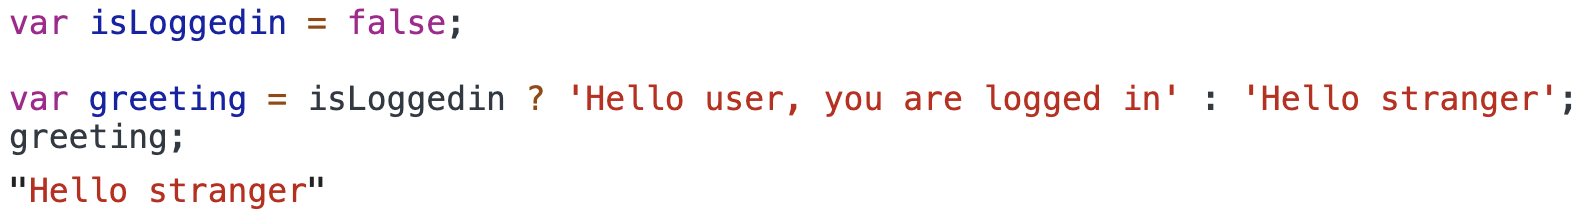 var isLoggedin = false;
var greeting = isLoggedin ? 'Hello user, you are logged in' : 'Hello stranger';
greeting;
"Hello stranger"